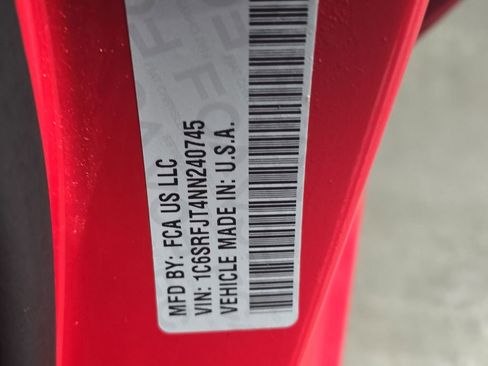 MFD BY: FCA US LLC
VIN: 1C6SRFJT4NN240745
VEHICLE MADE IN: U.S.A.